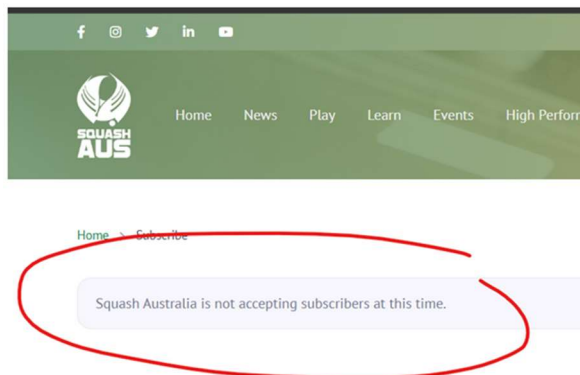 SQUASH
AUS
Home News Play Learn Events High Perfor
Home > Subscribe
Squash Australia is not accepting subscribers at this time.